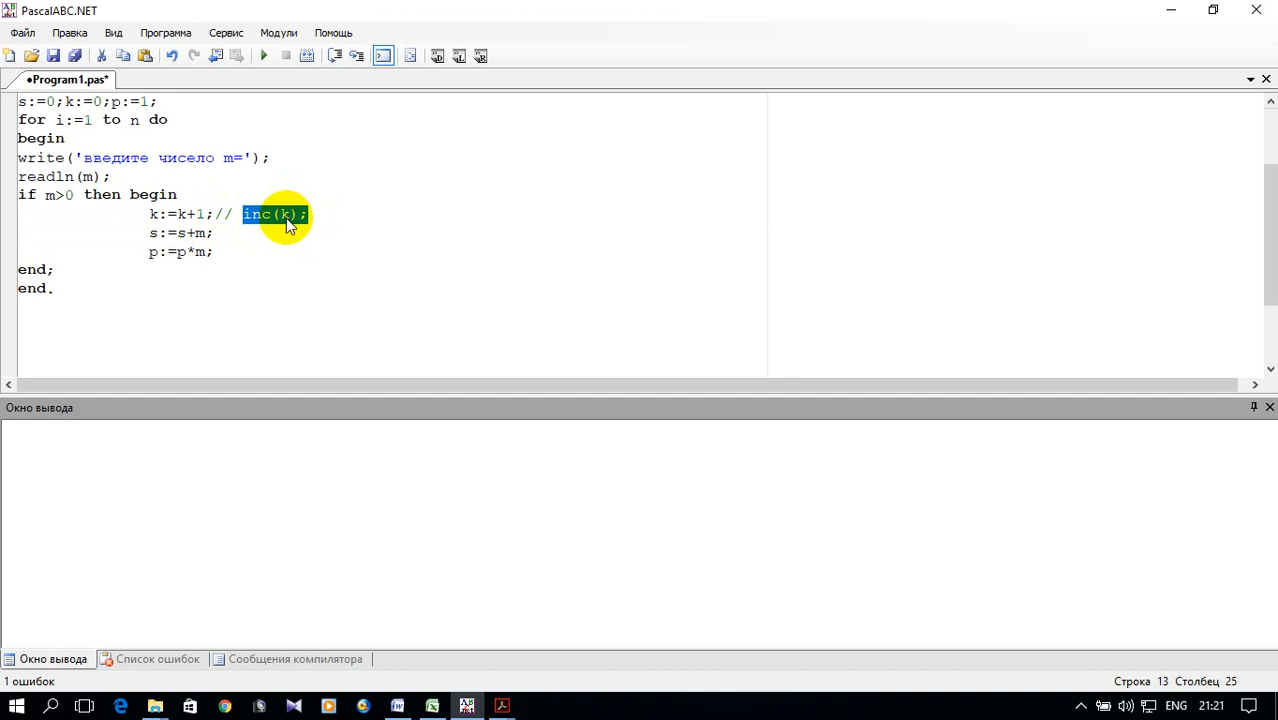 PascalABC.NET
Файл Правка Вид Программа Сервис Модули Помощь
•Program1.pas*
s:=0;k:=0;p:=1;
for i:=1 to n do
begin
write('введите чисело m=');
readln(m);
if m>0 then begin
k:=k+1;// inc(k);
s:=s+m;
p:=p*m;
end;
end.
Окно вывода
Окно вывода Список ошибок Сообщения компилятора
1 ошибок Строка 13 Столбец 25
ENG 21:21